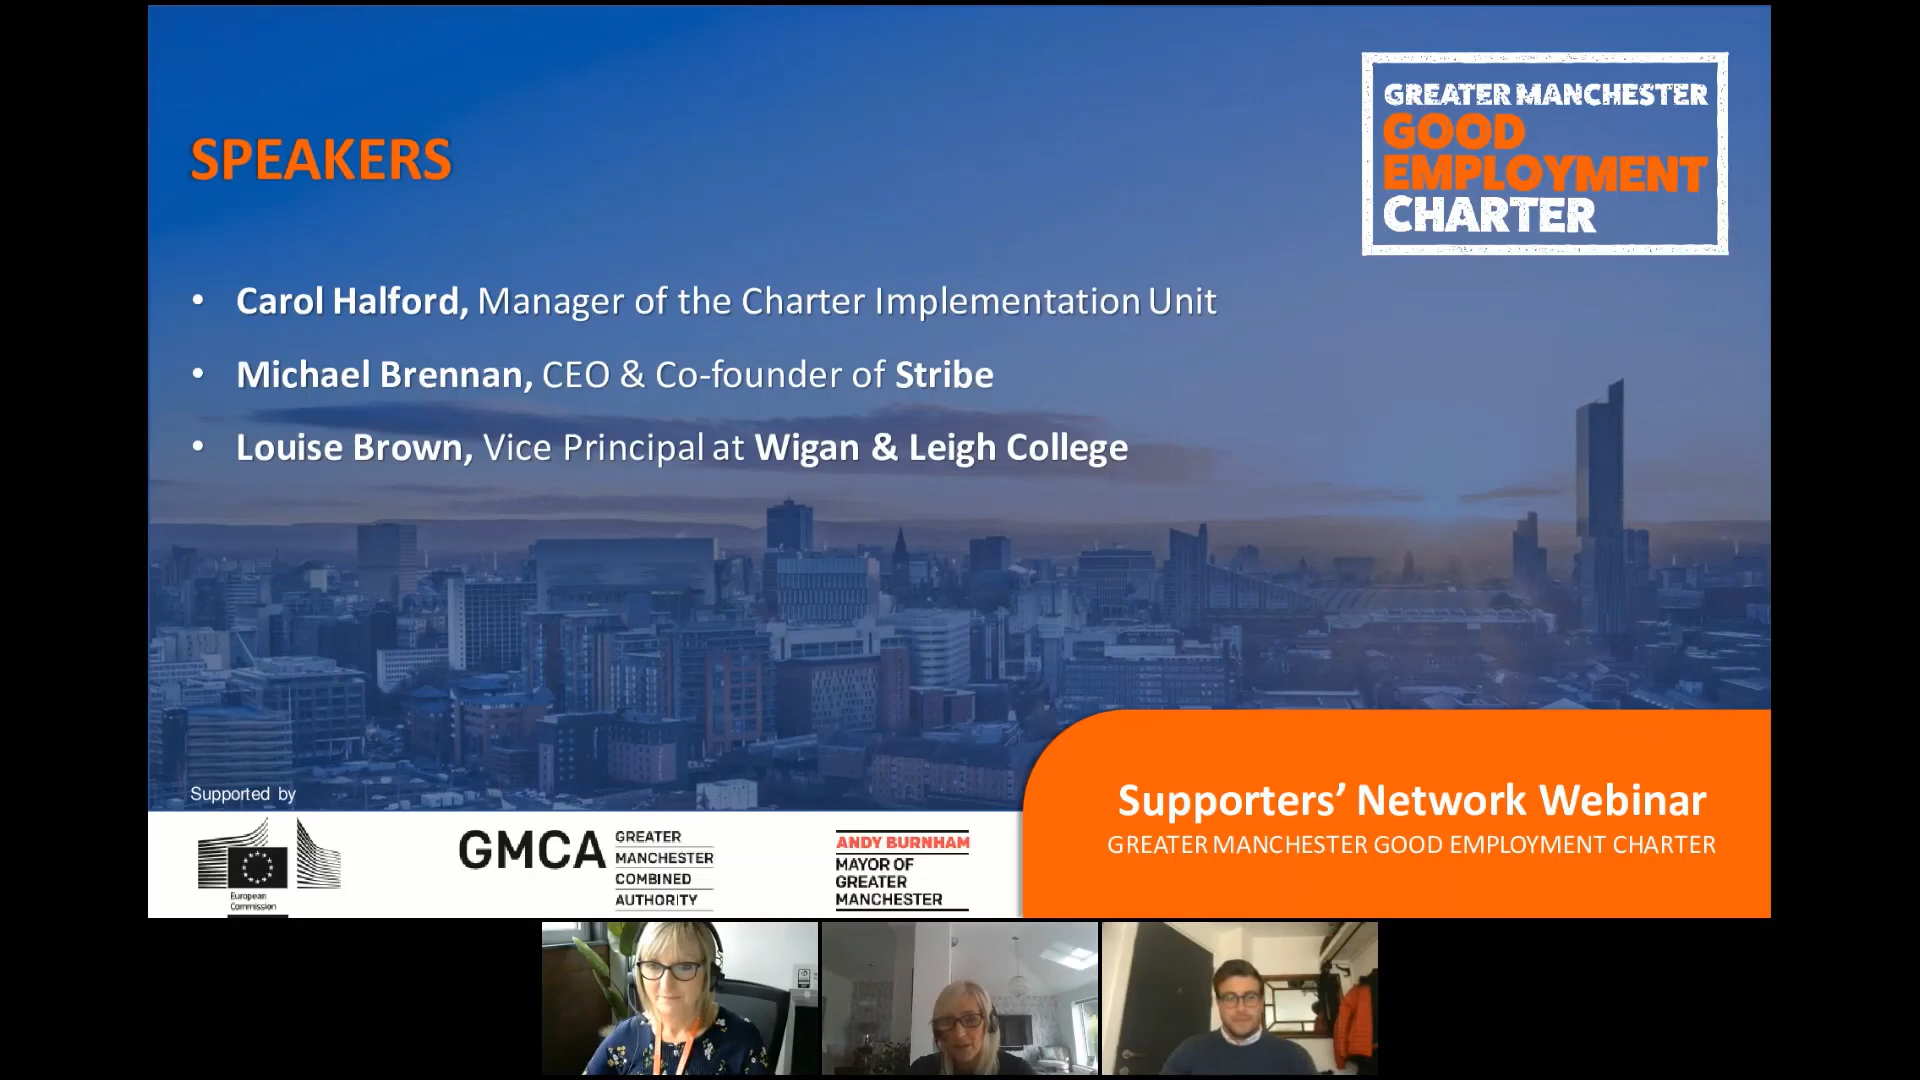 GREATER MANCHESTER
GOOD
EMPLOYMENT
CHARTER
SPEAKERS
• Carol Halford, Manager of the Charter Implementation Unit
• Michael Brennan, CEO & Co-founder of Stribe
• Louise Brown, Vice Principal at Wigan & Leigh College
Supported by
European
Commission
GMCA
GREATER
MANCHESTER
COMBINED
AUTHORITY
ANDY BURNHAM
MAYOR OF
GREATER
MANCHESTER
Supporters’ Network Webinar
GREATER MANCHESTER GOOD EMPLOYMENT CHARTER